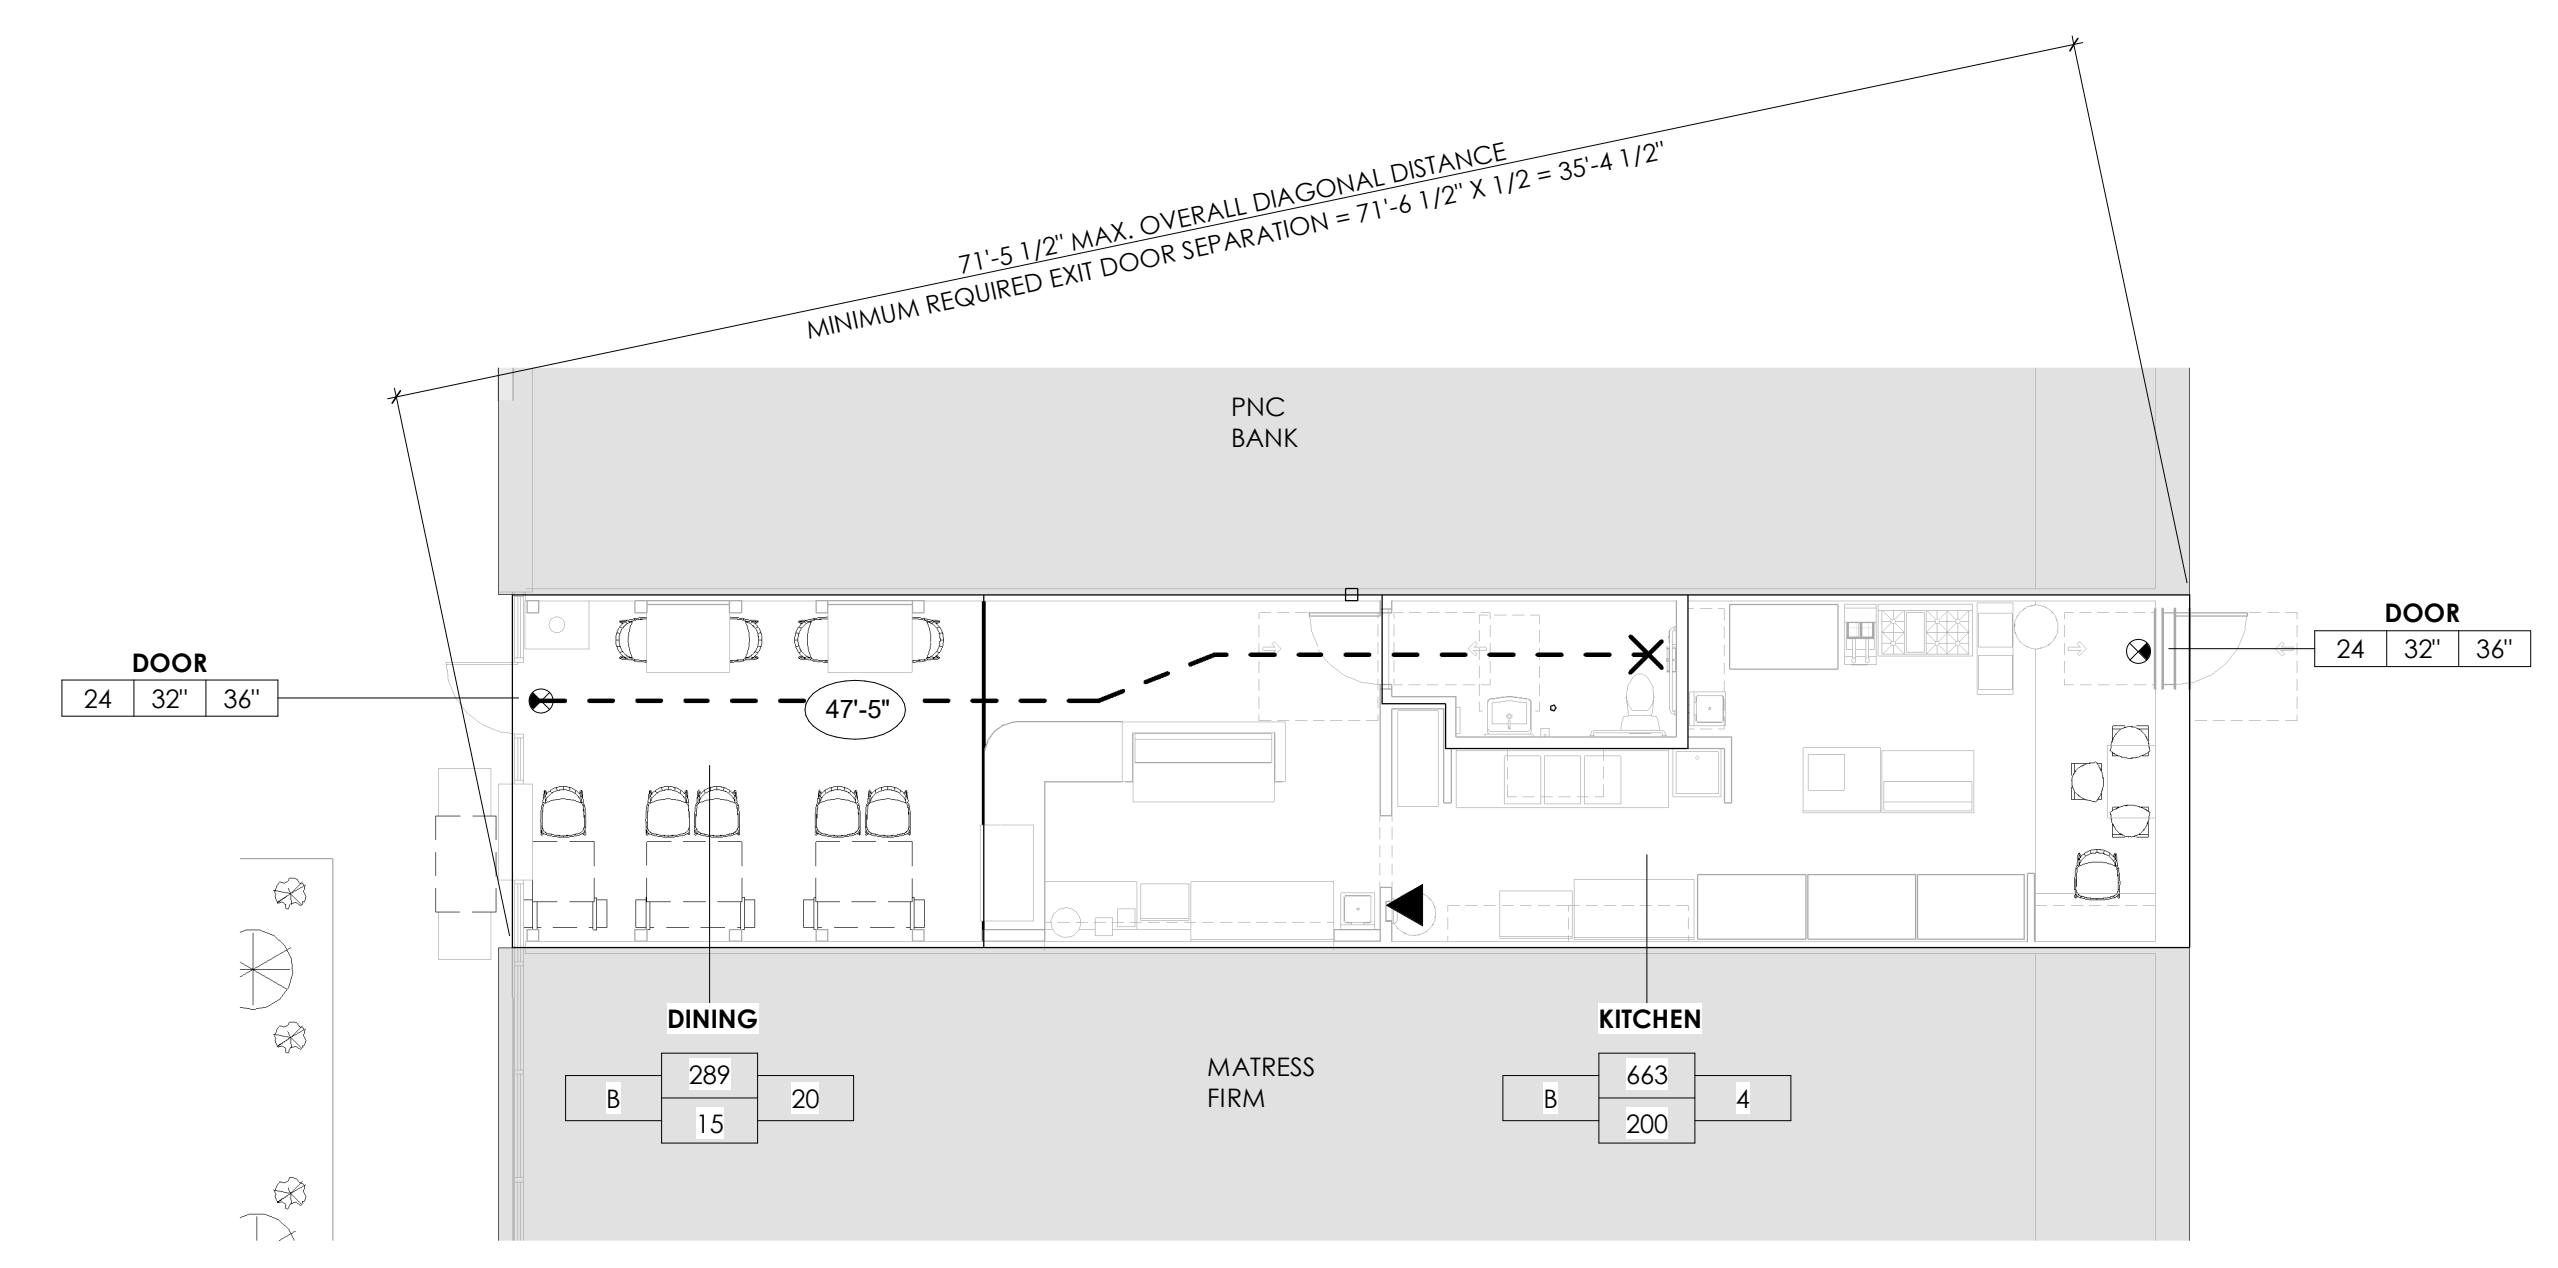 71'-5 1/2" MAX. OVERALL DIAGONAL DISTANCE
MINIMUM REQUIRED EXIT DOOR SEPARATION = 71'-6 1/2" X 1/2 = 35'-4 1/2"
PNC
BANK
DOOR
24 32" 36"
47'-5"
DOOR
24 32" 36"
DINING
289
B 20
15
MATRESS
FIRM
KITCHEN
663
B 4
200